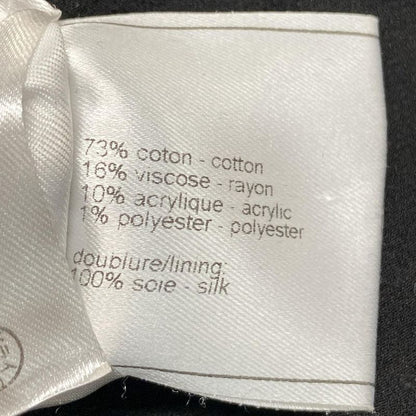 73% coton - cotton
16% viscose - rayon
10% acrylique - acrylic
1% polyester - polyester
doublure/lining:
100% soie - silk